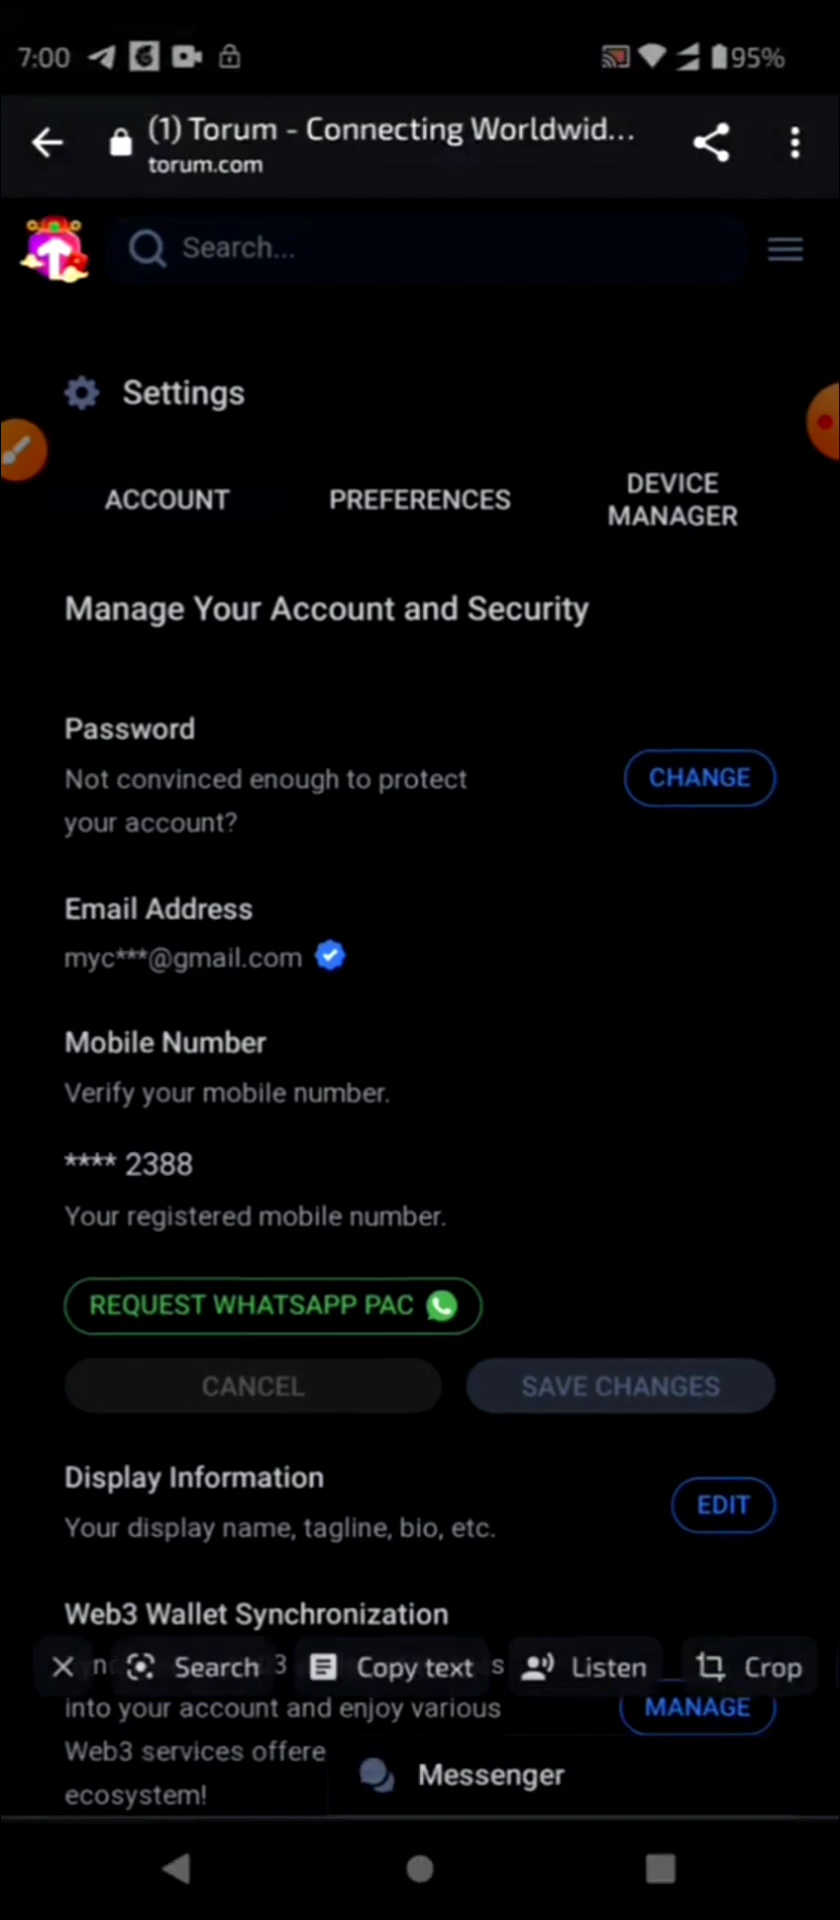 7:00
95%
(1) Torum - Connecting Worldwid...
torum.com
Search...
Settings
ACCOUNT
PREFERENCES
DEVICE
MANAGER
Manage Your Account and Security
Password
Not convinced enough to protect
your account?
CHANGE
Email Address
myc***@gmail.com
Mobile Number
Verify your mobile number.
**** 2388
Your registered mobile number.
REQUEST WHATSAPP PAC
CANCEL
SAVE CHANGES
Display Information
Your display name, tagline, bio, etc.
EDIT
Web3 Wallet Synchronization
Search
Copy text
Listen
Crop
into your account and enjoy various
MANAGE
Web3 services offere
ecosystem!
Messenger